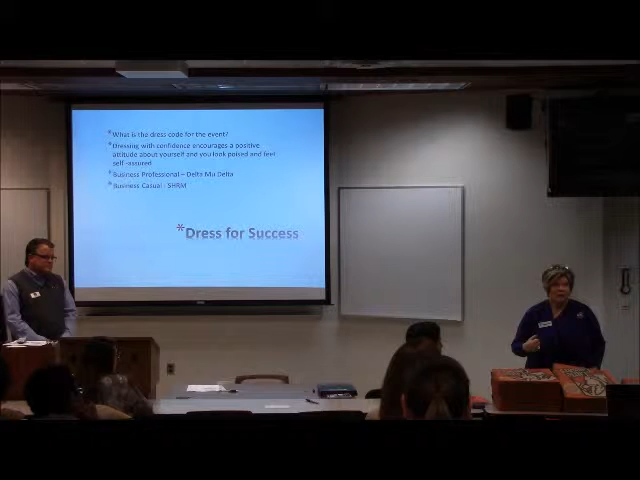 *What is the dress code for the event?
*Dressing with confidence encourages a positive
attitude about yourself and you look poised and feel
self -assured
*Business Professional – Delta Mu Delta
*Business Casual - SHRM
*Dress for Success